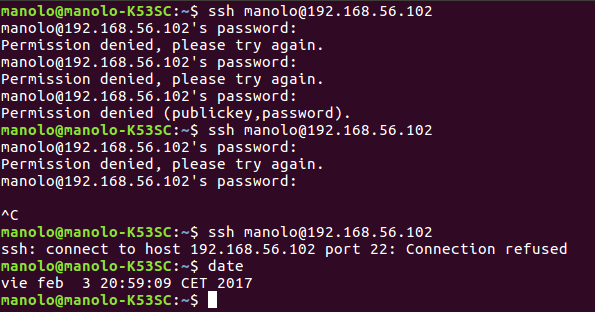 manolo@manolo-K53SC:~$ ssh manolo@192.168.56.102
manolo@192.168.56.102's password:
Permission denied, please try again.
manolo@192.168.56.102's password:
Permission denied, please try again.
manolo@192.168.56.102's password:
Permission denied (publickey,password).
manolo@manolo-K53SC:~$ ssh manolo@192.168.56.102
manolo@192.168.56.102's password:
Permission denied, please try again.
manolo@192.168.56.102's password:
^C
manolo@manolo-K53SC:~$ ssh manolo@192.168.56.102
ssh: connect to host 192.168.56.102 port 22: Connection refused
manolo@manolo-K53SC:~$ date
vie feb  3 20:59:09 CET 2017
manolo@manolo-K53SC:~$